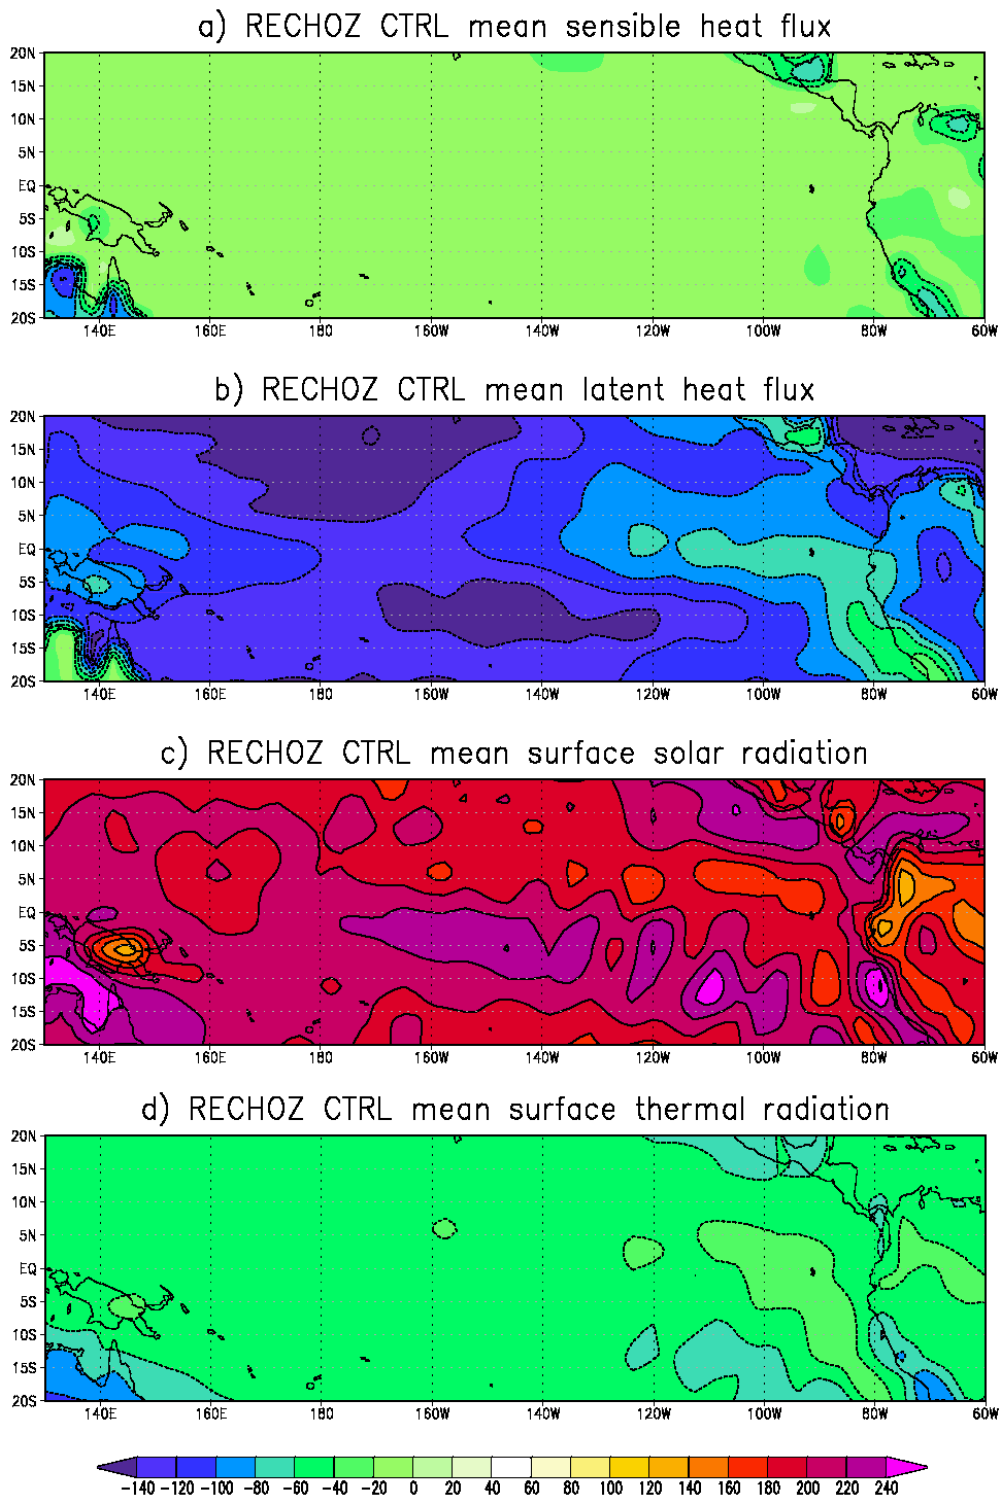 a) RECHOZ CTRL mean sensible heat flux
20N
15N
10N
5N
EQ
5S
10S
15S
20S
140E 160E 180 160W 140W 120W 100W 80W 60W
b) RECHOZ CTRL mean latent heat flux
20N
15N
10N
5N
EQ
5S
10S
15S
20S
140E 160E 180 160W 140W 120W 100W 80W 60W
c) RECHOZ CTRL mean surface solar radiation
20N
15N
10N
5N
EQ
5S
10S
15S
20S
140E 160E 180 160W 140W 120W 100W 80W 60W
d) RECHOZ CTRL mean surface thermal radiation
20N
15N
10N
5N
EQ
5S
10S
15S
20S
140E 160E 180 160W 140W 120W 100W 80W 60W
-140 -120 -100 -80 -60 -40 -20 0 20 40 60 80 100 120 140 160 180 200 220 240